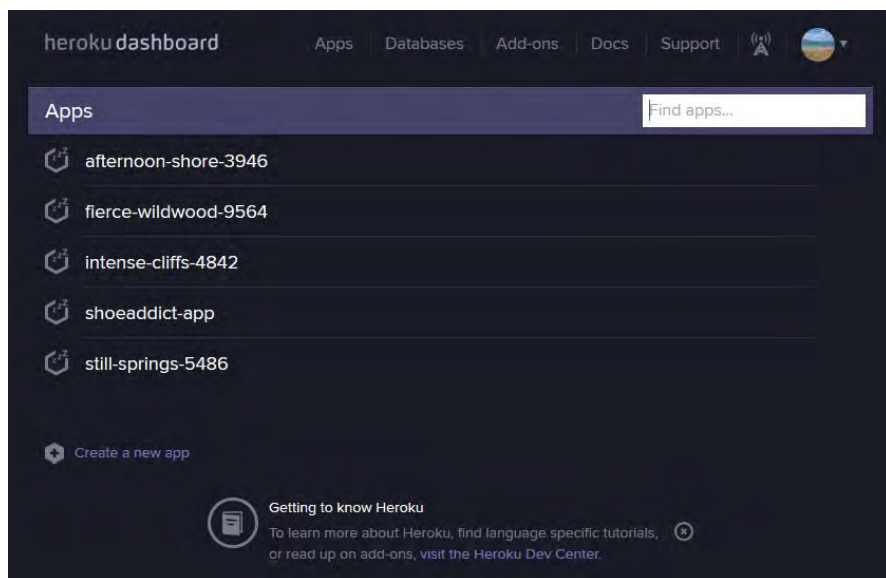 heroku dashboard Apps Databases Add-ons Docs Support
Apps Find apps...
afternoon-shore-3946
fierce-wildwood-9564
intense-cliffs-4842
shoeaddict-app
still-springs-5486
Create a new app
Getting to know Heroku
To learn more about Heroku, find language specific tutorials,
or read up on add-ons, visit the Heroku Dev Center.